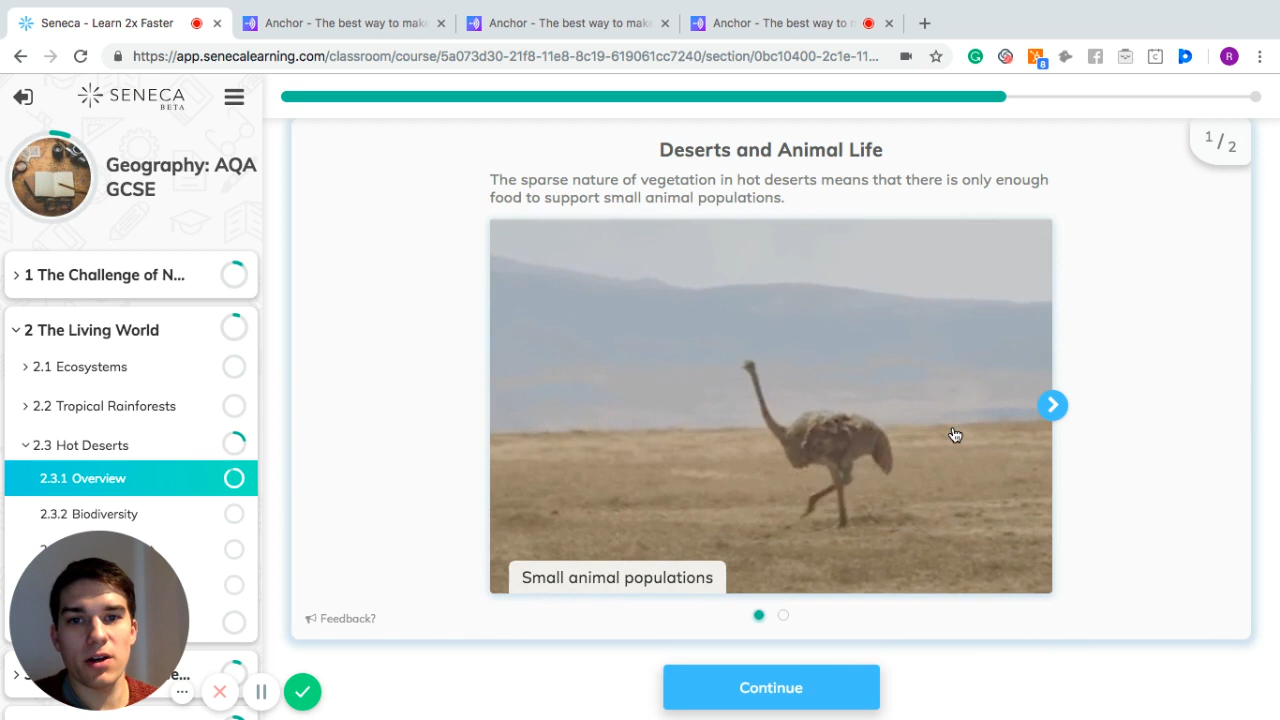 Seneca - Learn 2x Faster
Anchor - The best way to make
Anchor - The best way to make
Anchor - The best way to m
https://app.senecalearning.com/classroom/course/5a073d30-21f8-11e8-8c19-619061cc7240/section/0bc10400-2c1e-11...
8
R
SENECA
BETA
Geography: AQA
GCSE
1 The Challenge of N...
2 The Living World
2.1 Ecosystems
2.2 Tropical Rainforests
2.3 Hot Deserts
2.3.1 Overview
2.3.2 Biodiversity
1/2
Deserts and Animal Life
The sparse nature of vegetation in hot deserts means that there is only enough
food to support small animal populations.
Small animal populations
Feedback?
Continue